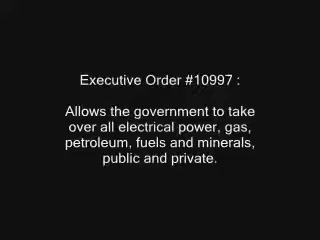 Executive Order #10997 :
Allows the government to take
over all electrical power, gas,
petroleum, fuels and minerals,
public and private.